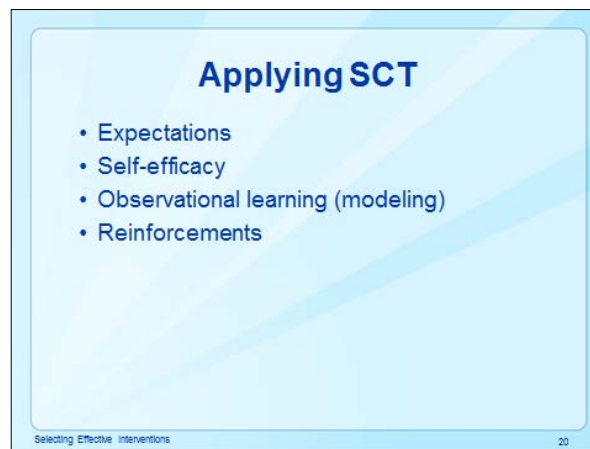 Applying SCT
• Expectations
• Self-efficacy
• Observational learning (modeling)
• Reinforcements
Selecting Effective Interventions
20